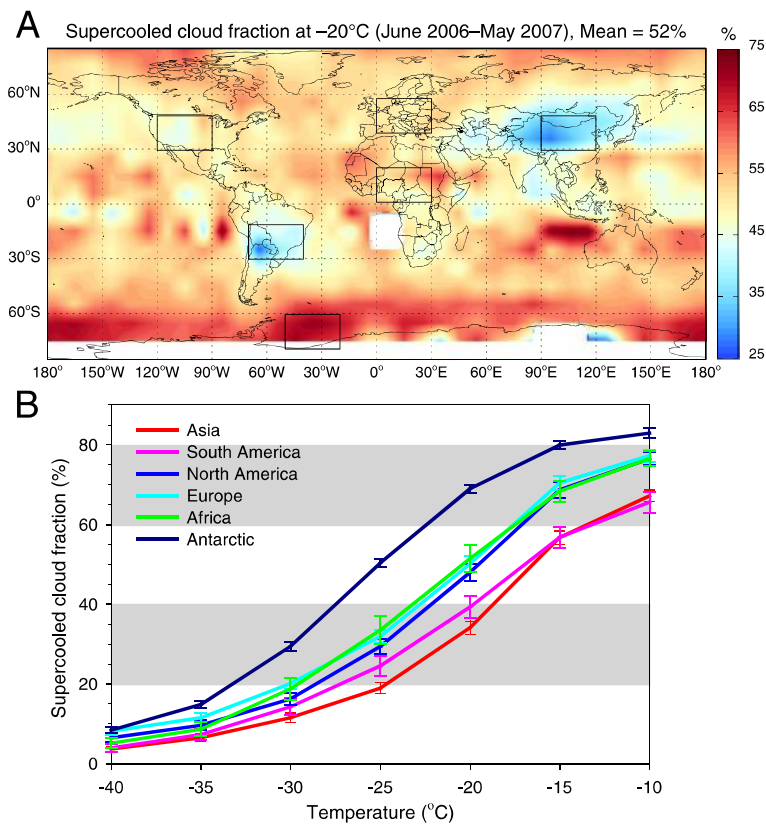 A
Supercooled cloud fraction at –20°C (June 2006–May 2007), Mean = 52%
%
75
65
55
45
35
25
60°N
30°N
0°
30°S
60°S
180° 150°W 120°W 90°W 60°W 30°W 0° 30°E 60°E 90°E 120°E 150°E 180°
B
Supercooled cloud fraction (%)
80
60
40
20
0
Asia
South America
North America
Europe
Africa
Antarctic
-40 -35 -30 -25 -20 -15 -10
Temperature (°C)